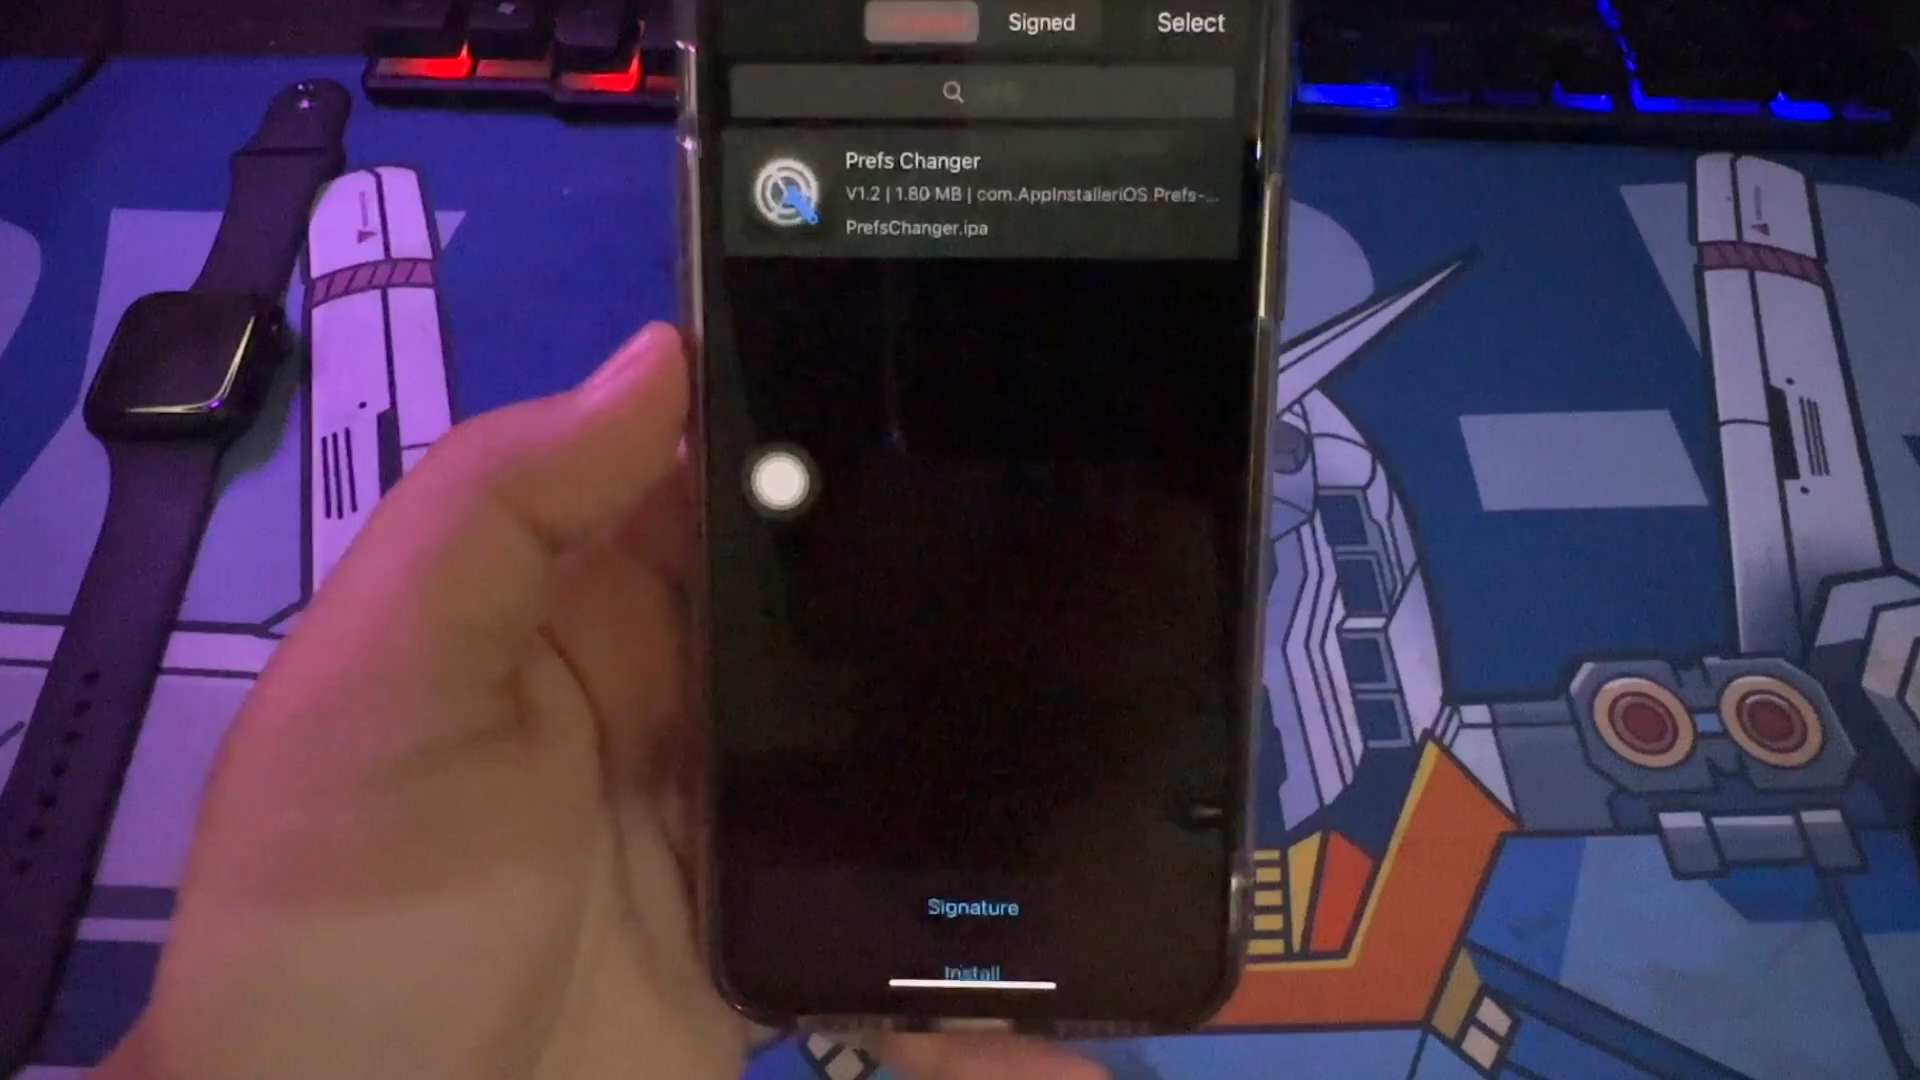 Signed
Select
Prefs Changer
V1.2 | 1.80 MB | com.AppInstalleriOS.Prefs-...
PrefsChanger.ipa
Signature
Install